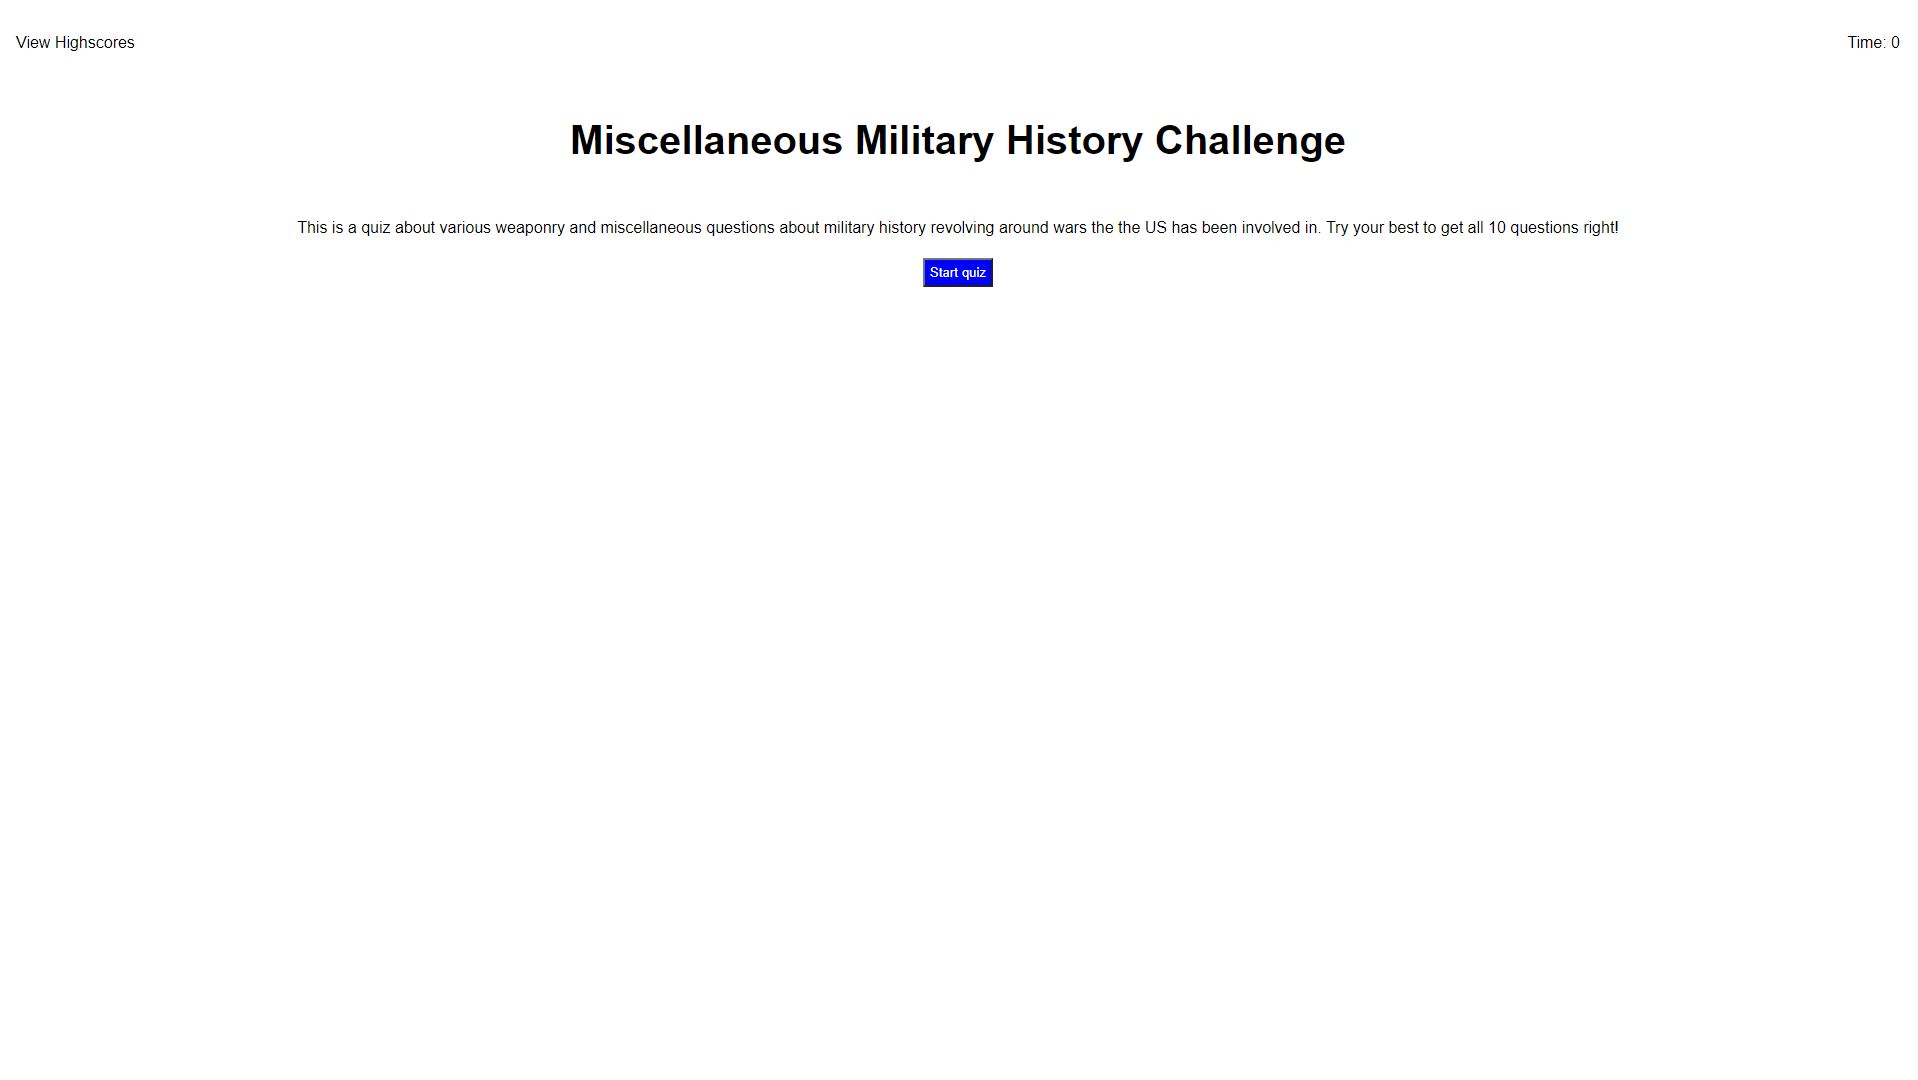 View Highscores
Time: 0
Miscellaneous Military History Challenge
This is a quiz about various weaponry and miscellaneous questions about military history revolving around wars the the US has been involved in. Try your best to get all 10 questions right!
Start quiz